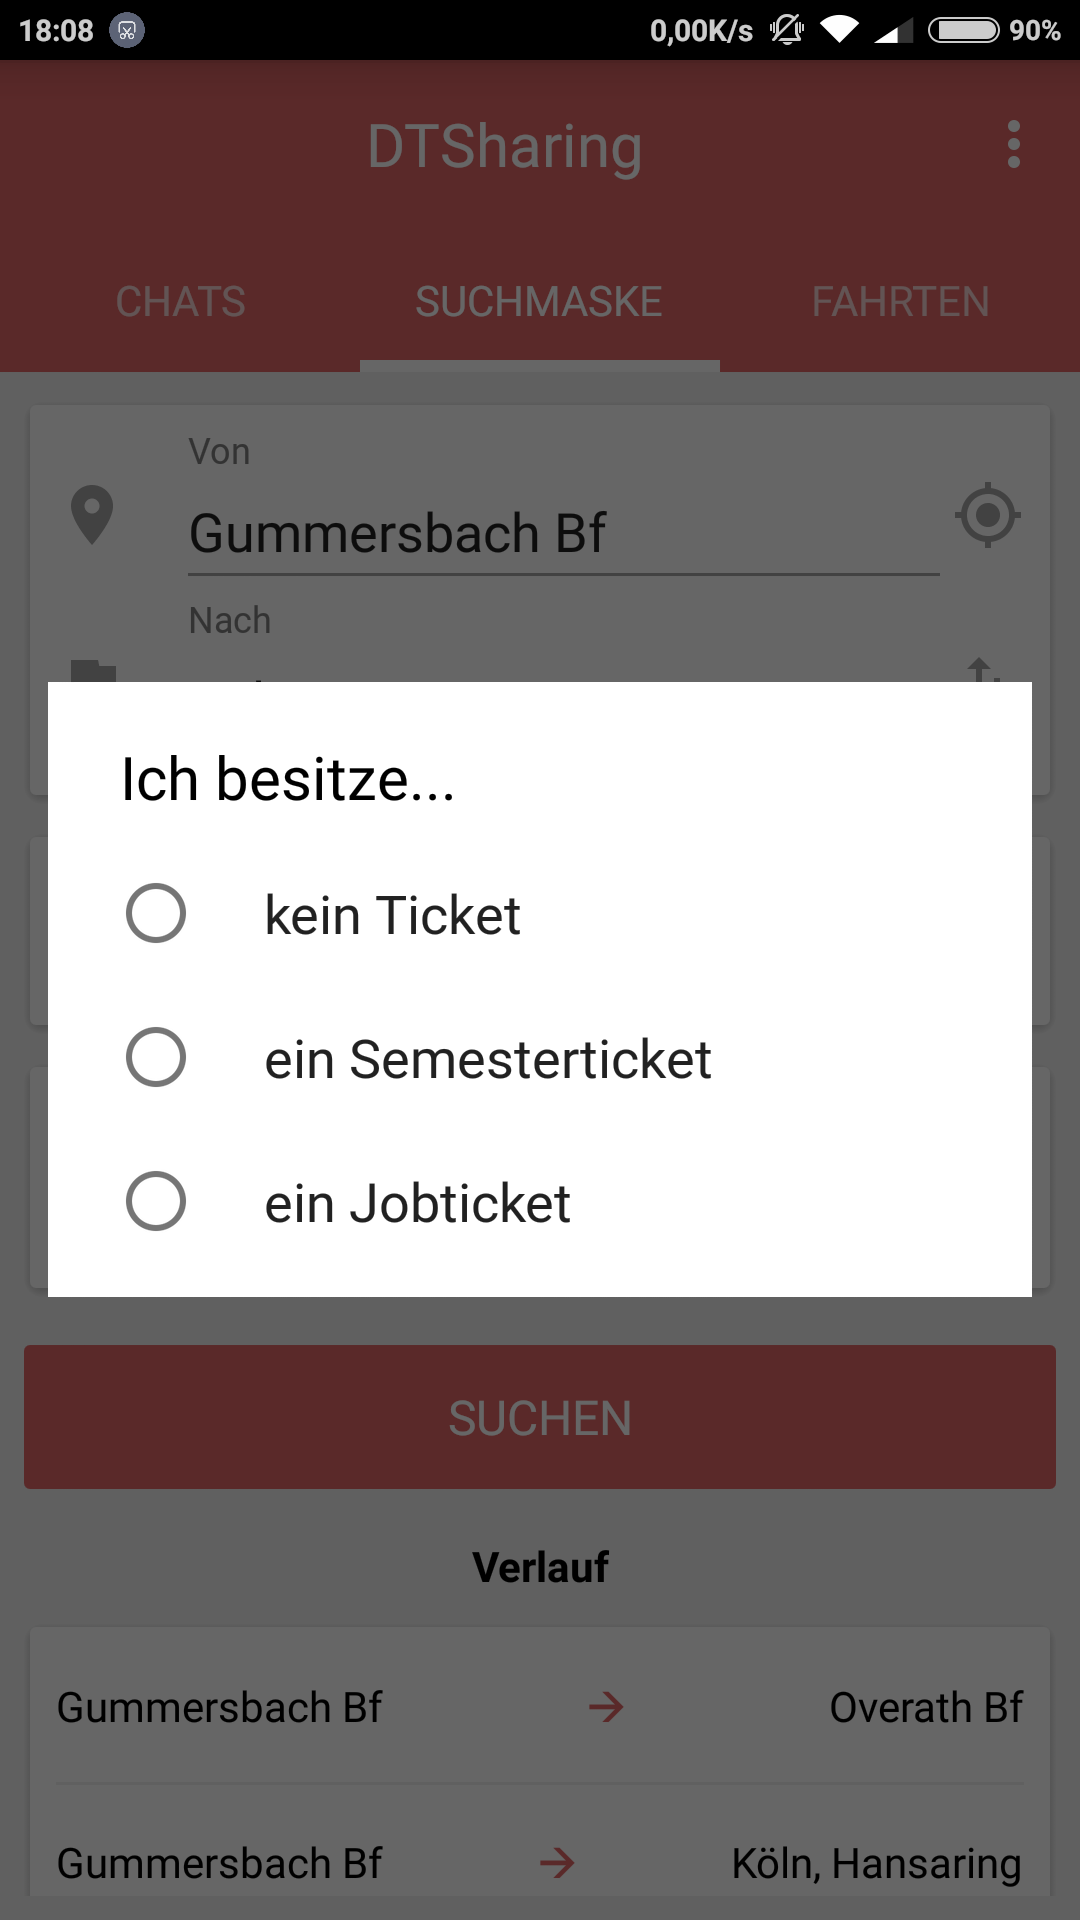 18:08 0,00K/s 90%
DTSharing
CHATS SUCHMASKE FAHRTEN
Von
Gummersbach Bf
Nach
Ich besitze...
kein Ticket
ein Semesterticket
ein Jobticket
SUCHEN
Verlauf
Gummersbach Bf Overath Bf
Gummersbach Bf Köln, Hansaring